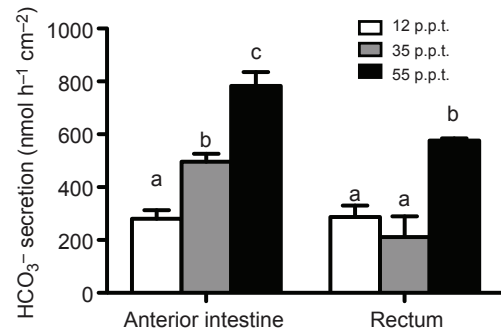 HCO₃⁻ secretion (nmol h⁻¹ cm⁻²)
1000
800
600
400
200
0
12 p.p.t.
35 p.p.t.
55 p.p.t.
a
b
c
a
a
b
Anterior intestine
Rectum